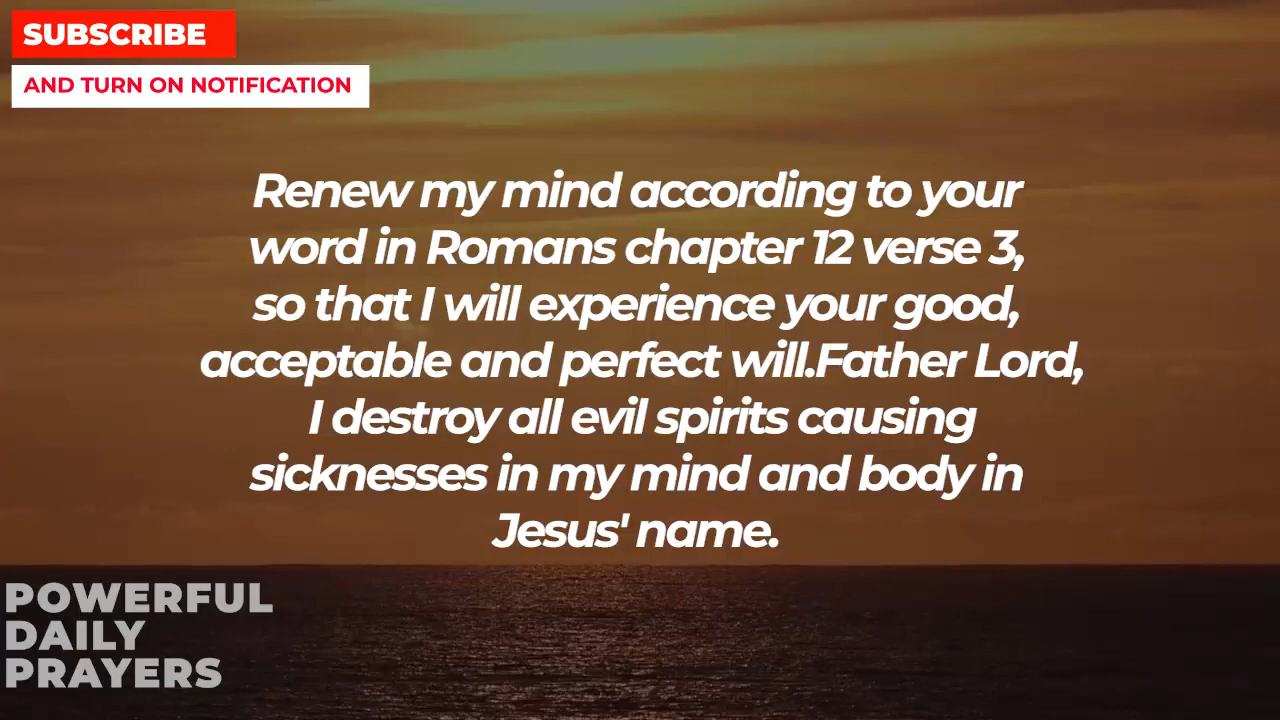 SUBSCRIBE
AND TURN ON NOTIFICATION
Renew my mind according to your
word in Romans chapter 12 verse 3,
so that I will experience your good,
acceptable and perfect will.Father Lord,
I destroy all evil spirits causing
sicknesses in my mind and body in
Jesus' name.
POWERFUL
DAILY
PRAYERS